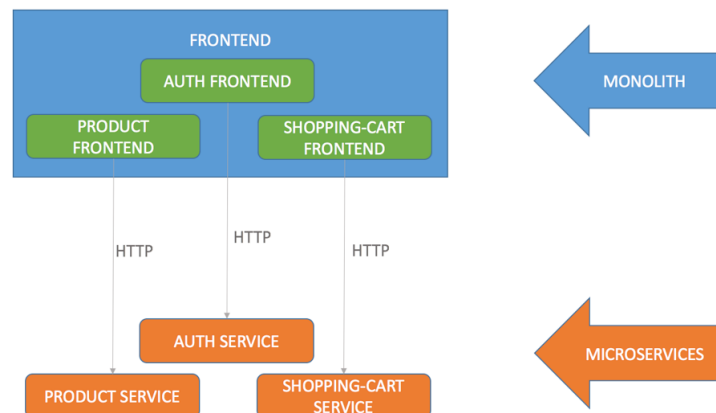 FRONTEND
AUTH FRONTEND
PRODUCT
FRONTEND
SHOPPING-CART
FRONTEND
MONOLITH
HTTP
HTTP
HTTP
AUTH SERVICE
PRODUCT SERVICE
SHOPPING-CART
SERVICE
MICROSERVICES